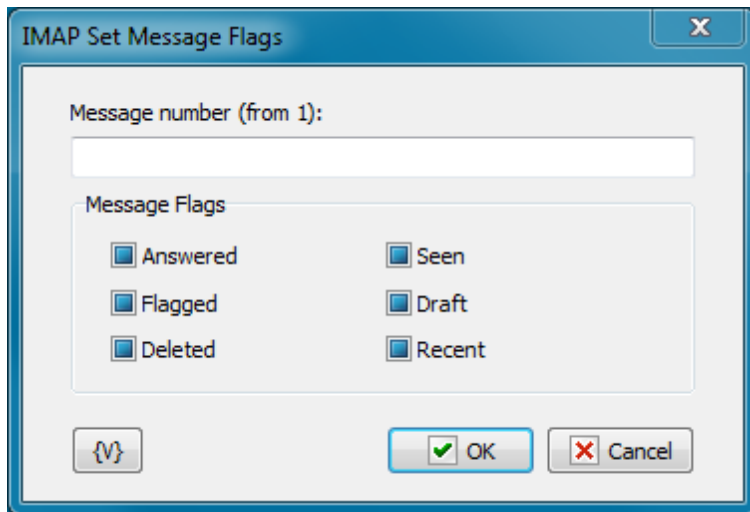 IMAP Set Message Flags
Message number (from 1):
Message Flags
Answered Seen
Flagged Draft
Deleted Recent
{V} OK Cancel